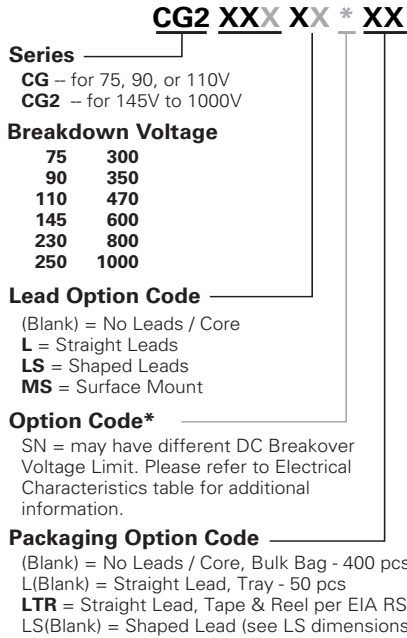 CG2 XXX XX * XX
Series
CG – for 75, 90, or 110V
CG2 – for 145V to 1000V
Breakdown Voltage
75 300
90 350
110 470
145 600
230 800
250 1000
Lead Option Code
(Blank) = No Leads / Core
L = Straight Leads
LS = Shaped Leads
MS = Surface Mount
Option Code*
SN = may have different DC Breakover
Voltage Limit. Please refer to Electrical
Characteristics table for additional
information.
Packaging Option Code
(Blank) = No Leads / Core, Bulk Bag - 400 pcs
L(Blank) = Straight Lead, Tray - 50 pcs
LTR = Straight Lead, Tape & Reel per EIA RS
LS(Blank) = Shaped Lead (see LS dimensions